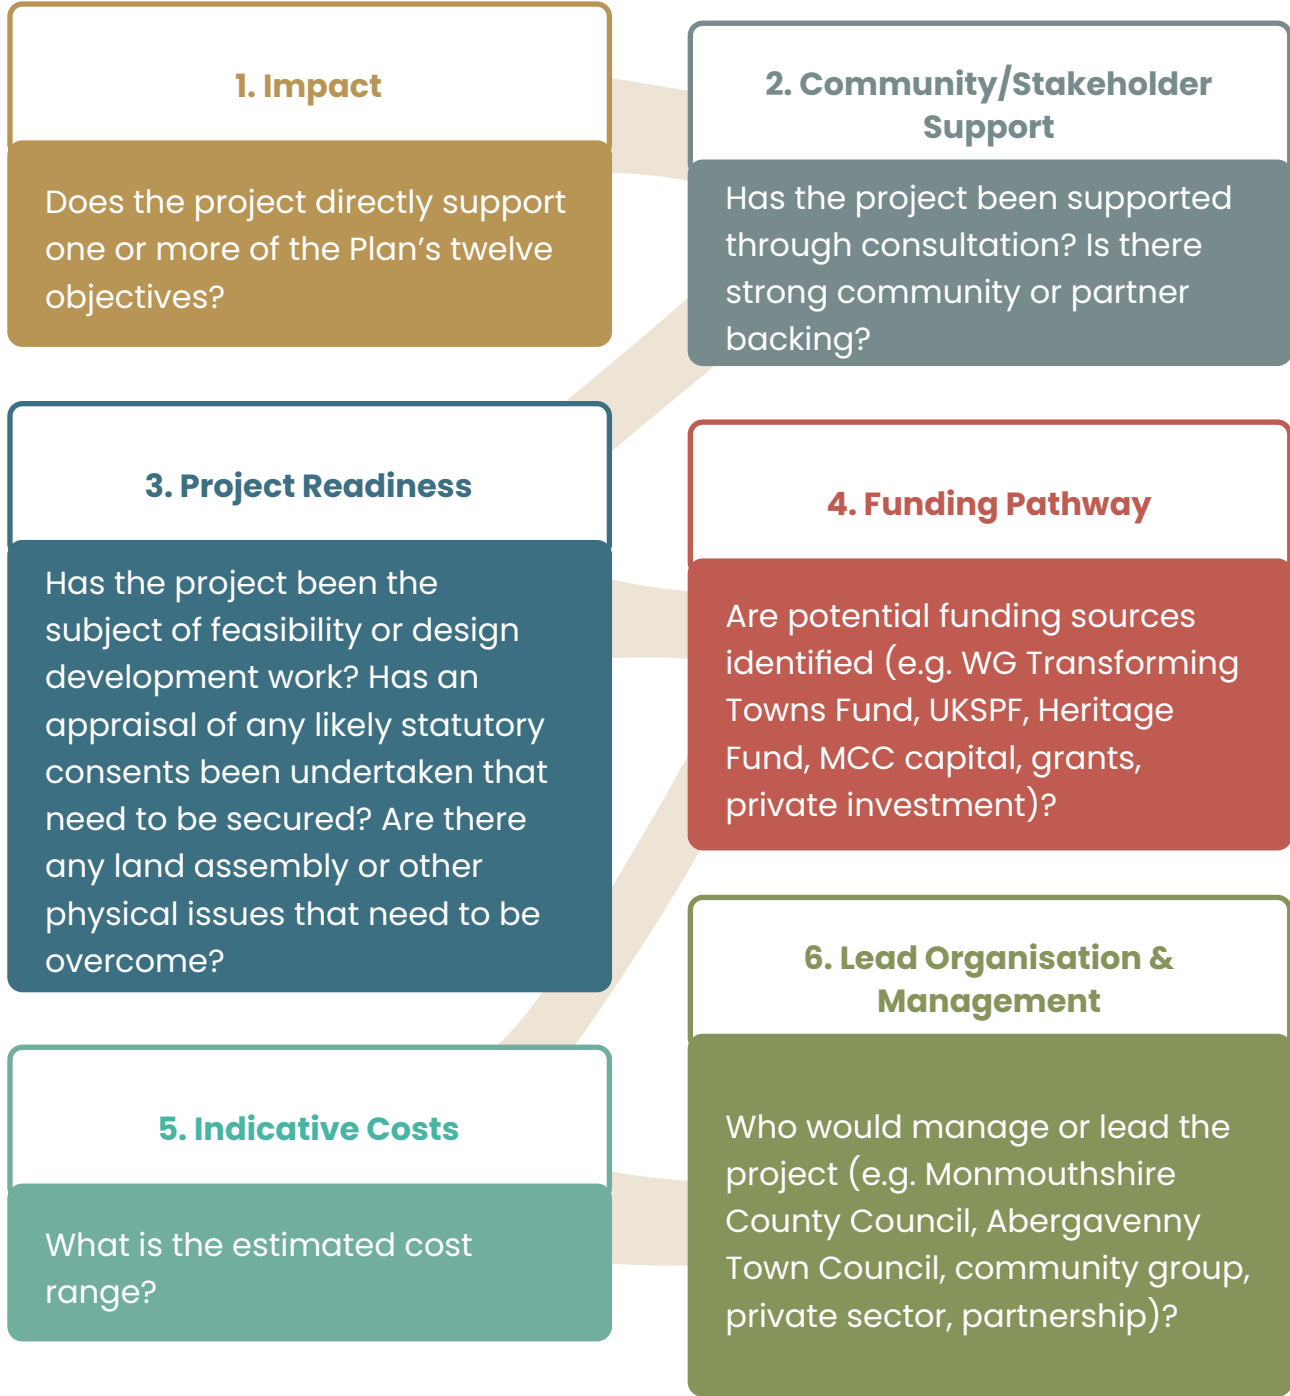 1. Impact
Does the project directly support
one or more of the Plan's twelve
objectives?
2. Community/Stakeholder
Support
Has the project been supported
through consultation? Is there
strong community or partner
backing?
3. Project Readiness
Has the project been the
subject of feasibility or design
development work? Has an
appraisal of any likely statutory
consents been undertaken that
need to be secured? Are there
any land assembly or other
physical issues that need to be
overcome?
4. Funding Pathway
Are potential funding sources
identified (e.g. WG Transforming
Towns Fund, UKSPF, Heritage
Fund, MCC capital, grants,
private investment)?
5. Indicative Costs
What is the estimated cost
range?
6. Lead Organisation &
Management
Who would manage or lead the
project (e.g. Monmouthshire
County Council, Abergavenny
Town Council, community group,
private sector, partnership)?